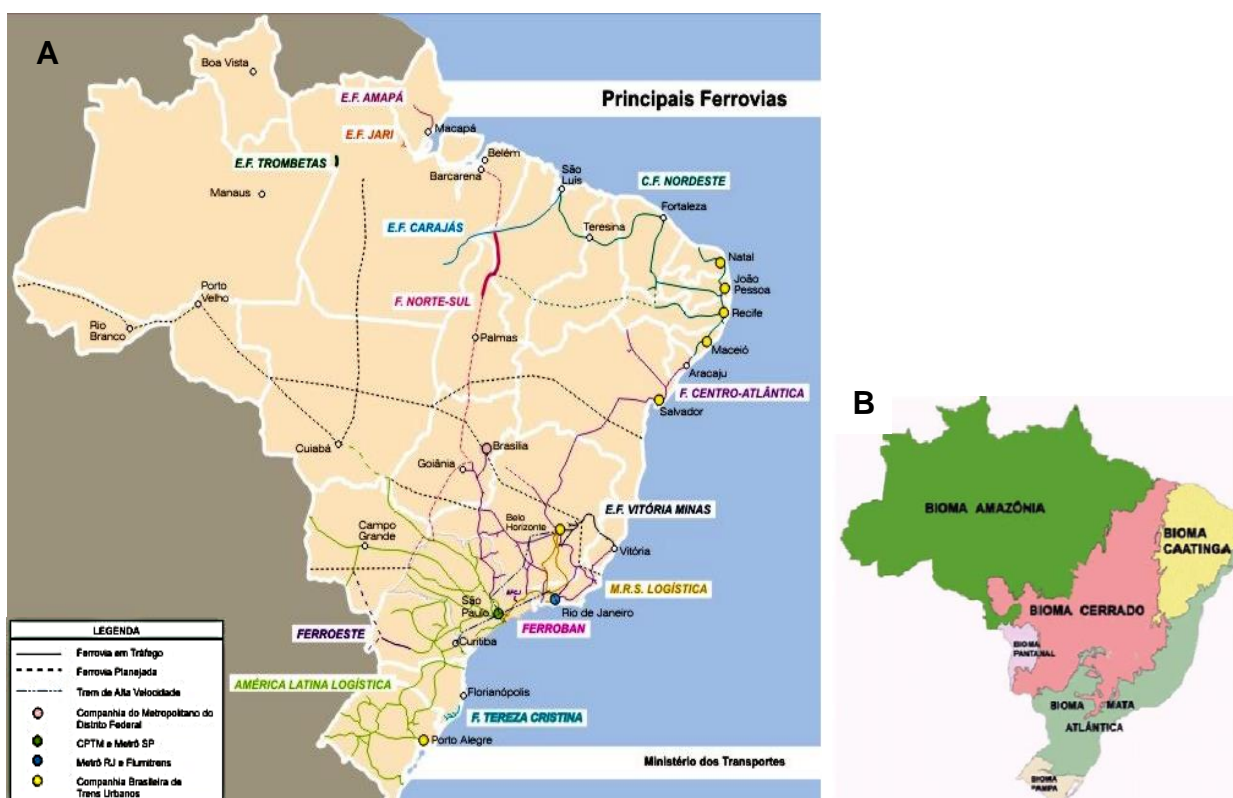 A
Principais Ferrovias
Boa Vista
E.F. AMAPÁ
Macapá
E.F. JARI
E.F. TROMBETAS
Belém
Barcarena
São
Luís
C.F. NORDESTE
Manaus
Fortaleza
E.F. CARAJÁS
Teresina
Natal
João
Pessoa
Porto
Velho
F. NORTE-SUL
Recife
Rio
Branco
Palmas
Maceió
Aracaju
F. CENTRO-ATLÂNTICA
Salvador
Cuiabá
Brasília
Goiânia
E.F. VITÓRIA MINAS
Belo
Horizonte
Campo
Grande
Vitória
M.R.S. LOGÍSTICA
São
Paulo
Rio de Janeiro
FERROESTE
FERROBAN
Curitiba
AMÉRICA LATINA LOGÍSTICA
Florianópolis
F. TEREZA CRISTINA
Porto Alegre
Ministério dos Transportes
LEGENDA
Ferrovia em Tráfego
Ferrovia Planejada
Trem de Alta Velocidade
Companhia do Metropolitano do
Distrito Federal
CPTM e Metrô SP
Metrô RJ e Flumitrens
Companhia Brasileira de
Trens Urbanos
B
BIOMA AMAZÔNIA
BIOMA
CAATINGA
BIOMA CERRADO
BIOMA
PANTANAL
BIOMA MATA
ATLÂNTICA
BIOMA
PAMPA